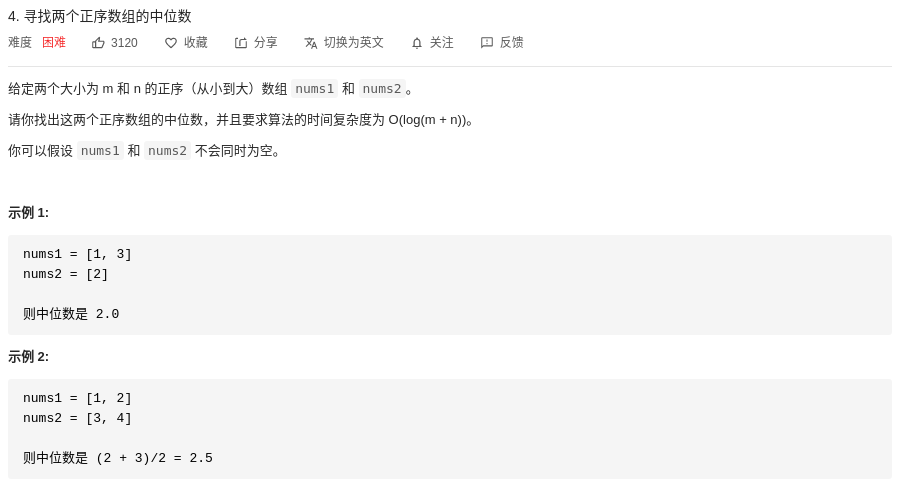 4. 寻找两个正序数组的中位数
难度 困难 3120 收藏 分享 切换为英文 关注 反馈
给定两个大小为 m 和 n 的正序（从小到大）数组 nums1 和 nums2。
请你找出这两个正序数组的中位数，并且要求算法的时间复杂度为 O(log(m + n))。
你可以假设 nums1 和 nums2 不会同时为空。
示例 1:
nums1 = [1, 3]
nums2 = [2]
则中位数是 2.0
示例 2:
nums1 = [1, 2]
nums2 = [3, 4]
则中位数是 (2 + 3)/2 = 2.5